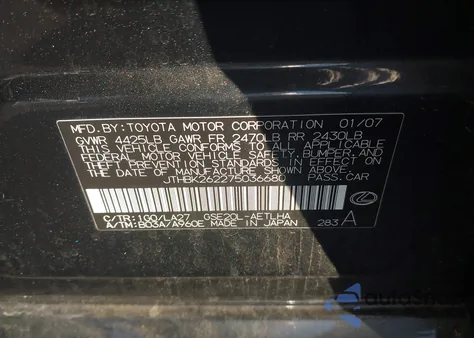 MFD.BY:TOYOTA MOTOR CORPORATION 01/07
GVWR 4425LB GAWR FR 2470LB RR 2430LB
THIS VEHICLE CONFORMS TO ALL APPLICABLE
FEDERAL MOTOR VEHICLE SAFETY, BUMPER, AND
THEFT PREVENTION STANDARDS IN EFFECT ON
THE DATE OF MANUFACTURE SHOWN ABOVE.
JTHBK262275036680 PASS.CAR
C/TR:1G0/LA27 GSE20L-AETLHA
A/TM:B03A/A960E MADE IN JAPAN 283 A